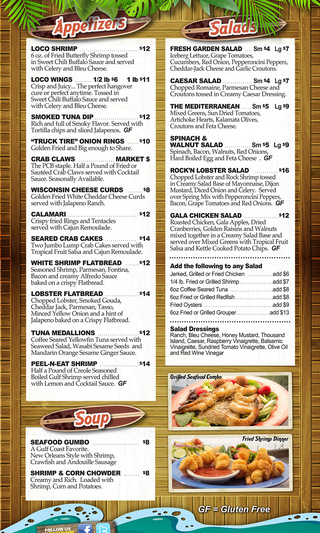 Appetizers
LOCO SHRIMP $12
6 oz. of Fried Butterfly Shrimp tossed
in Sweet Chili Buffalo Sauce and served
with Celery and Bleu Cheese.
LOCO WINGS 1/2 lb $6 1 lb $11
Crisp and Juicy... The perfect hangover
cure or perfect anytime. Tossed in
Sweet Chili Buffalo Sauce and served
with Celery and Bleu Cheese.
SMOKED TUNA DIP $12
Rich and full of Smokey Flavor. Served with
Tortilla chips and sliced Jalapenos. GF
"TRUCK TIRE" ONION RINGS $10
Golden Fried and Big enough to Share.
CRAB CLAWS MARKET $
The PCB staple. Half a Pound of Fried or
Sautéed Crab Claws served with Cocktail
Sauce. Seasonally Available.
WISCONSIN CHEESE CURDS $8
Golden Fried White Cheddar Cheese Curds
served with Jalapeno Ranch.
CALAMARI $12
Crispy fried Rings and Tentacles
served with Cajun Remoulade.
SEARED CRAB CAKES $14
Two Jumbo Lump Crab Cakes served with
Tropical Fruit Salsa and Cajun Remoulade.
WHITE SHRIMP FLATBREAD $12
Seasoned Shrimp, Parmesan, Fontina,
Bacon and creamy Alfredo Sauce
baked on a crispy flatbread.
LOBSTER FLATBREAD $14
Chopped Lobster, Smoked Gouda,
Cheddar Jack, Parmesan, Tasso,
Minced Yellow Onion and a hint of
Jalapeno baked on a Crispy Flatbread.
TUNA MEDALLIONS $12
Coffee Seared Yellowfin Tuna served with
Seaweed Salad, Wasabi Sesame Seeds and
Mandarin Orange Sesame Ginger Sauce.
PEEL-N-EAT SHRIMP $14
Half a Pound of Creole Seasoned
Boiled Gulf Shrimp served chilled
with Lemon and Cocktail Sauce. GF
Soup
SEAFOOD GUMBO $8
A Gulf Coast Favorite.
New Orleans Style with Shrimp,
Crawfish and Andouille Sausage
SHRIMP & CORN CHOWDER $8
Creamy and Rich. Loaded with
Shrimp, Corn and Potatoes.
FOLLOW US
Salads
FRESH GARDEN SALAD Sm $4 Lg $7
Iceberg Lettuce, Grape Tomatoes,
Cucumbers, Red Onion, Pepperoncini Peppers,
Cheddar-Jack Cheese and Garlic Croutons.
CAESAR SALAD Sm $4 Lg $7
Chopped Romaine, Parmesan Cheese and
Croutons tossed in Creamy Caesar Dressing.
THE MEDITERRANEAN Sm $5 Lg $9
Mixed Greens, Sun Dried Tomatoes,
Artichoke Hearts, Kalamata Olives,
Croutons and Feta Cheese.
SPINACH &
WALNUT SALAD Sm $5 Lg $9
Spinach, Bacon, Walnuts, Red Onions,
Hard Boiled Egg and Feta Cheese. GF
ROCK'N LOBSTER SALAD $16
Chopped Lobster and Rock Shrimp tossed
in Creamy Salad Base of Mayonnaise, Dijon
Mustard, Diced Onion and Celery. Served
over Spring Mix with Pepperoncini Peppers,
Bacon, Grape Tomatoes and Red Onions. GF
GALA CHICKEN SALAD $12
Roasted Chicken, Gala Apples, Dried
Cranberries, Golden Raisins and Walnuts
mixed together in a Creamy Salad Base and
served over Mixed Greens with Tropical Fruit
Salsa and Kettle Cooked Potato Chips. GF
Add the following to any Salad
Jerked, Grilled or Fried Chicken add $6
1/4 lb. Fried or Grilled Shrimp add $7
6oz Coffee Seared Tuna add $8
6oz Fried or Grilled Redfish add $8
Fried Oysters add $9
6oz Fried or Grilled Grouper add $13
Salad Dressings
Ranch, Bleu Cheese, Honey Mustard, Thousand
Island, Caesar, Raspberry Vinaigrette, Balsamic
Vinaigrette, Sundried Tomato Vinaigrette, Olive Oil
and Red Wine Vinegar
Grilled Seafood Combo
Fried Shrimp Dinner
GF = Gluten Free